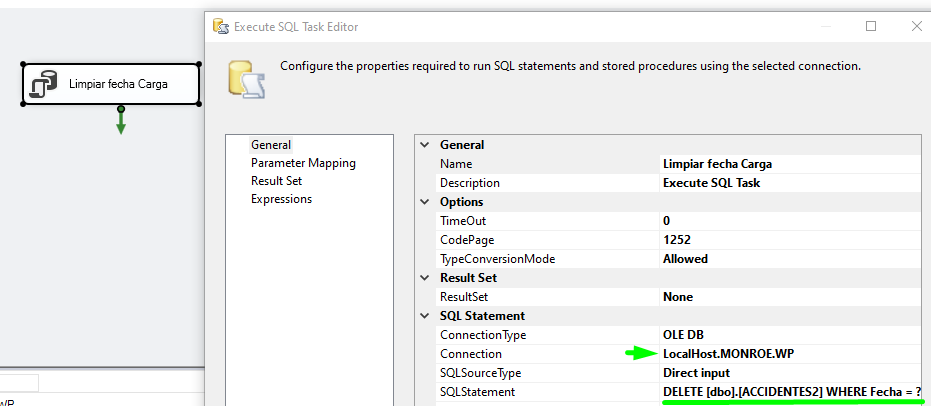 Execute SQL Task Editor
Configure the properties required to run SQL statements and stored procedures using the selected connection.
Limpiar fecha Carga
General
Parameter Mapping
Result Set
Expressions
General
Name Limpiar fecha Carga
Description Execute SQL Task
Options
TimeOut 0
CodePage 1252
TypeConversionMode Allowed
Result Set
ResultSet None
SQL Statement
ConnectionType OLE DB
Connection LocalHost.MONROE.WP
SQLSourceType Direct input
SQLStatement DELETE [dbo].[ACCIDENTES2] WHERE Fecha = ?